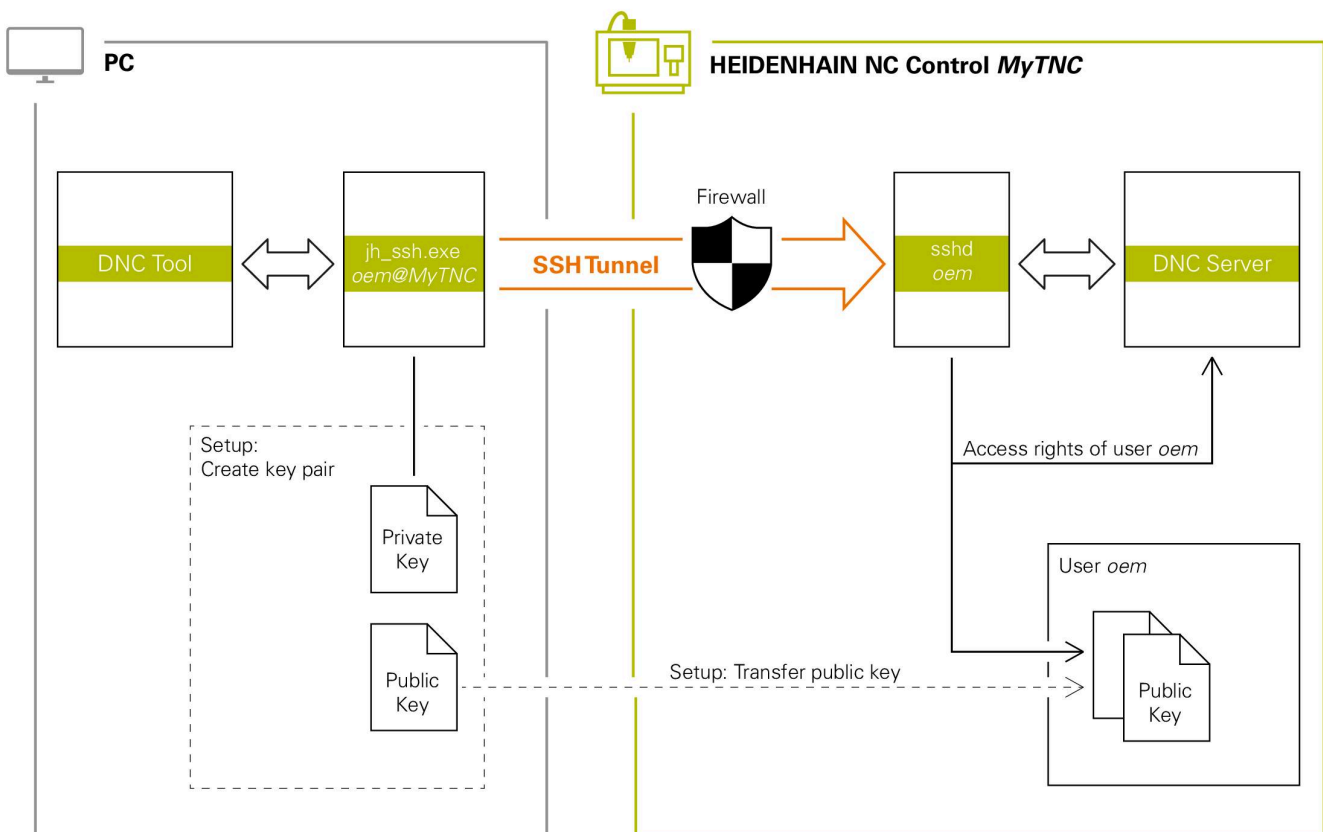 PC
HEIDENHAIN NC Control MyTNC
Firewall
DNC Tool
jh_ssh.exe
oem@MyTNC
SSH Tunnel
sshd
oem
DNC Server
Setup:
Create key pair
Access rights of user oem
Private
Key
User oem
Public
Key
Setup: Transfer public key
Public
Key